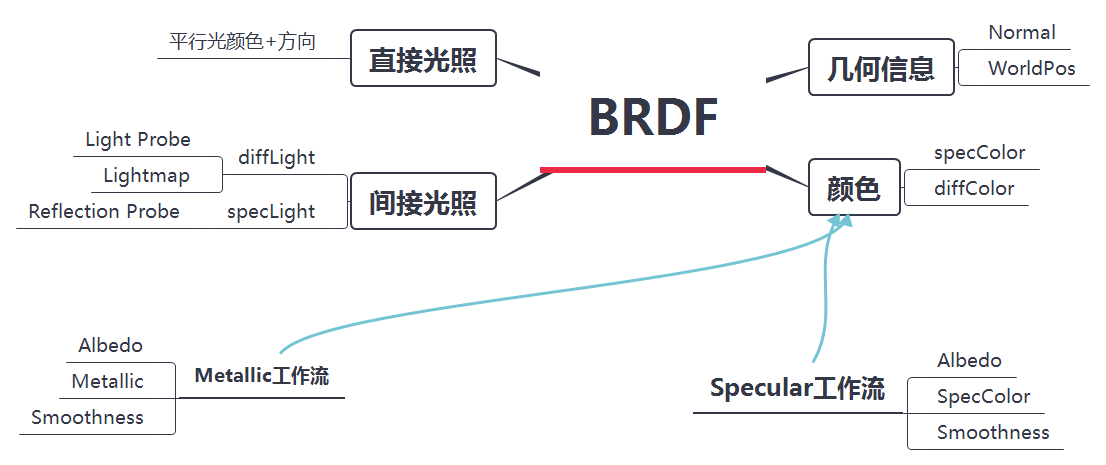 平行光颜色+方向
直接光照
BRDF
几何信息
Normal
WorldPos
Light Probe
Lightmap
diffLight
Reflection Probe
specLight
间接光照
颜色
specColor
diffColor
Albedo
Metallic
Smoothness
Metallic工作流
Specular工作流
Albedo
SpecColor
Smoothness